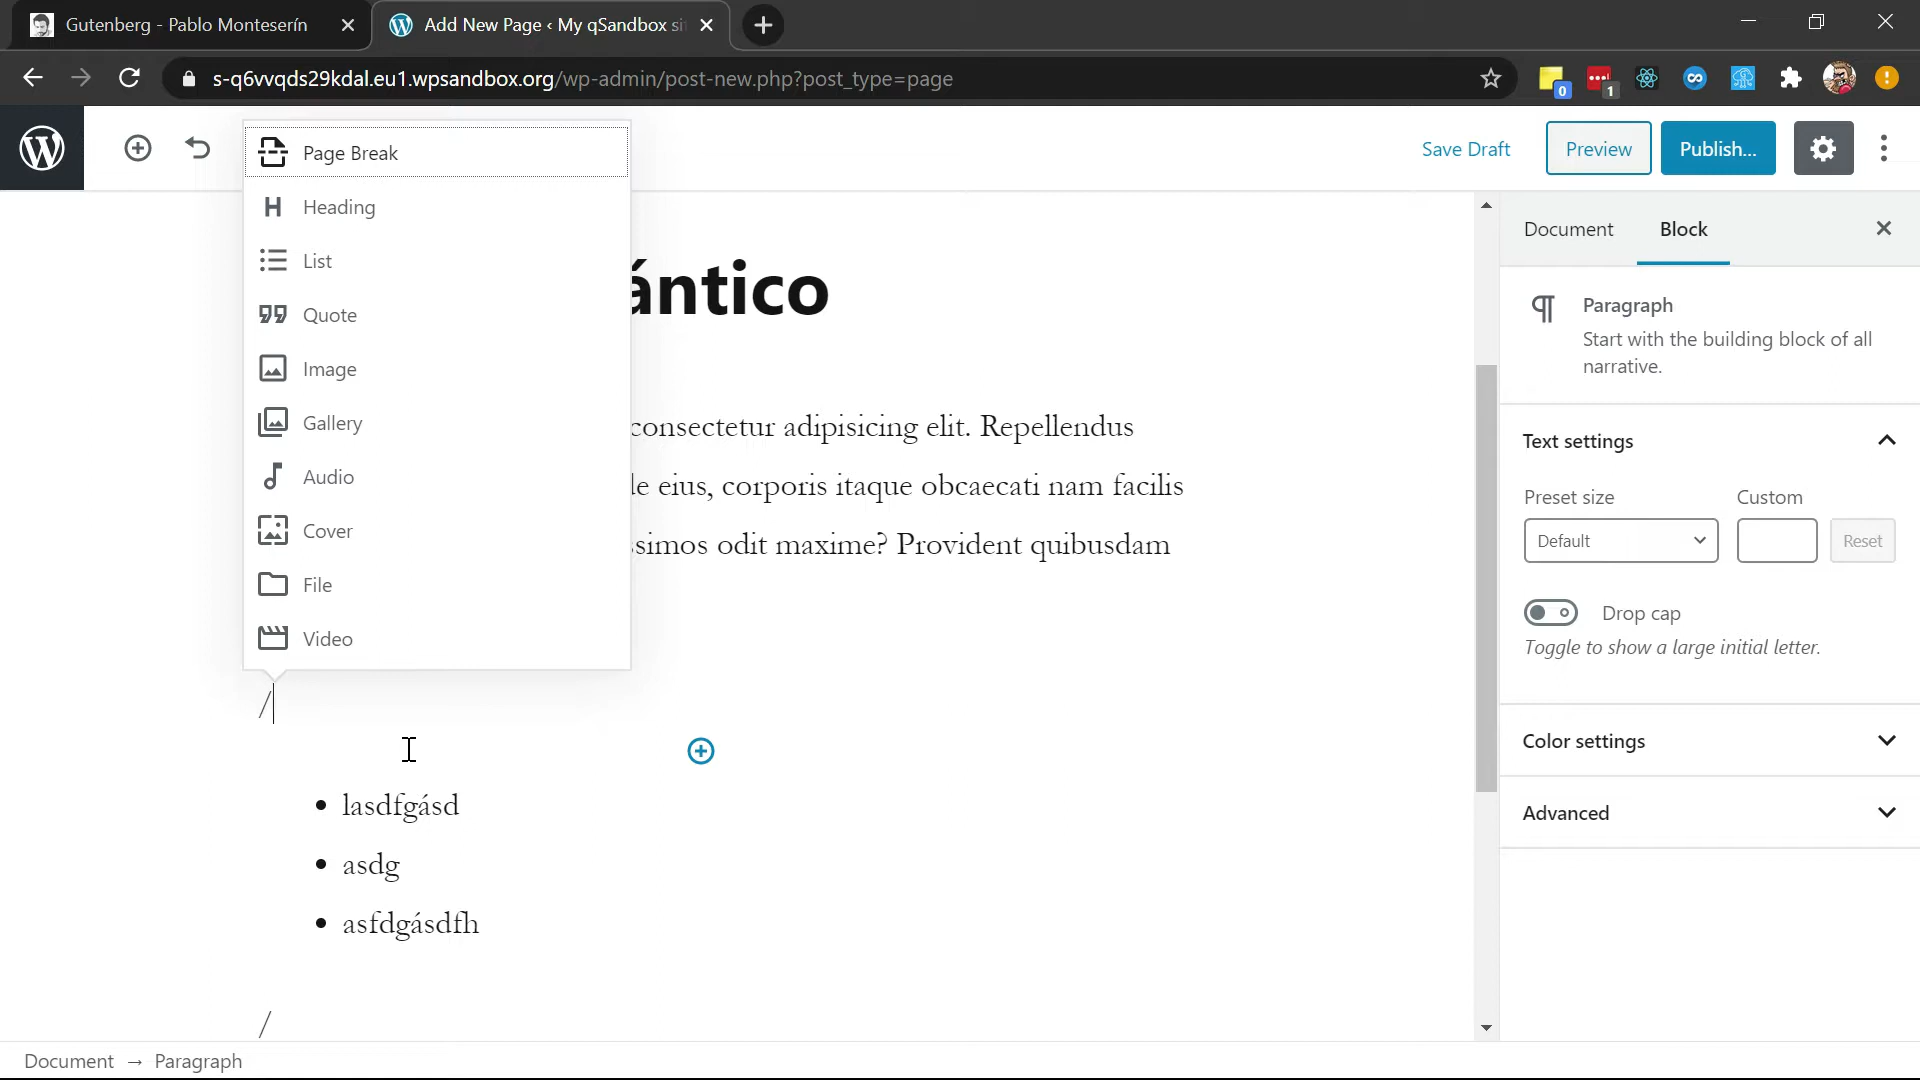 Gutenberg - Pablo Monteserín
Add New Page ‹ My qSandbox si
s-q6vvqds29kdal.eu1.wpsandbox.org/wp-admin/post-new.php?post_type=page
0
1
Save Draft
Preview
Publish...
Page Break
Heading
List
Quote
Image
Gallery
Audio
Cover
File
Video
ántico
consectetur adipisicing elit. Repellendus
de eius, corporis itaque obcaecati nam facilis
ssimos odit maxime? Provident quibusdam
/
• lasdfgásd
• asdg
• asfdgásdfh
/
Document
Block
Paragraph
Start with the building block of all
narrative.
Text settings
Preset size
Custom
Default
Reset
Drop cap
Toggle to show a large initial letter.
Color settings
Advanced
Document → Paragraph